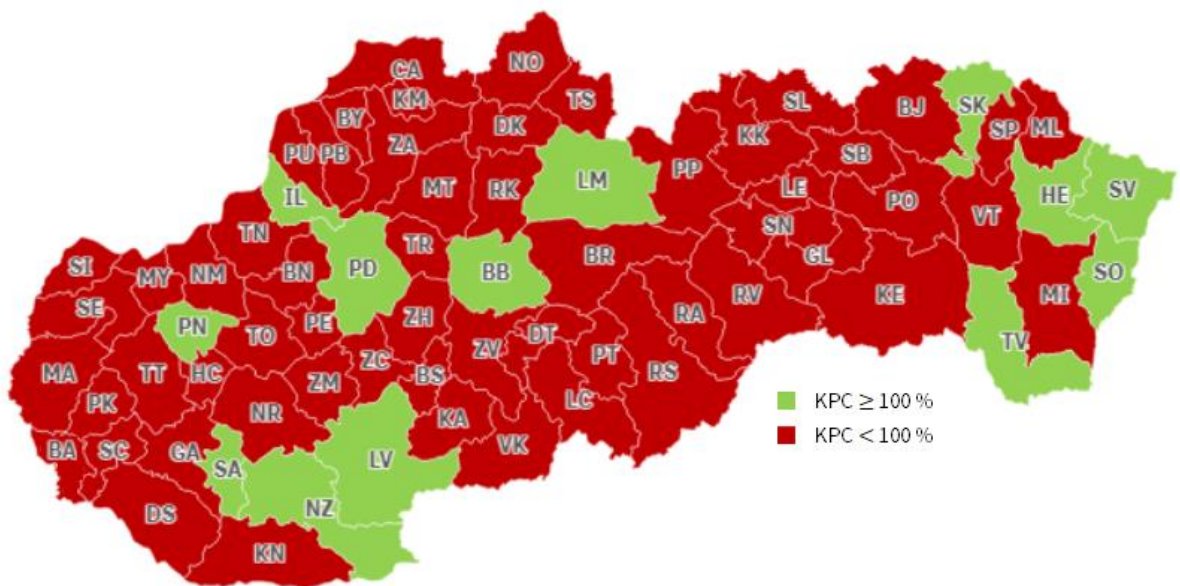 NO
CA
KM
TS
SL
BJ
SK
BY
DK
KK
SP
ML
PU
PB
ZA
SB
MT
RK
LM
PP
LE
HE
SV
IL
PO
VT
TN
TR
SN
SI
MY
NM
BN
PD
BB
BR
GL
SO
SE
PN
PE
ZH
RA
RV
KE
MI
TO
DT
TV
MA
TT
HC
ZM
ZC
BS
ZV
PT
RS
PK
NR
KA
LC
KPC ≥ 100 %
KPC < 100 %
BA
SC
GA
SA
LV
VK
DS
NZ
KN